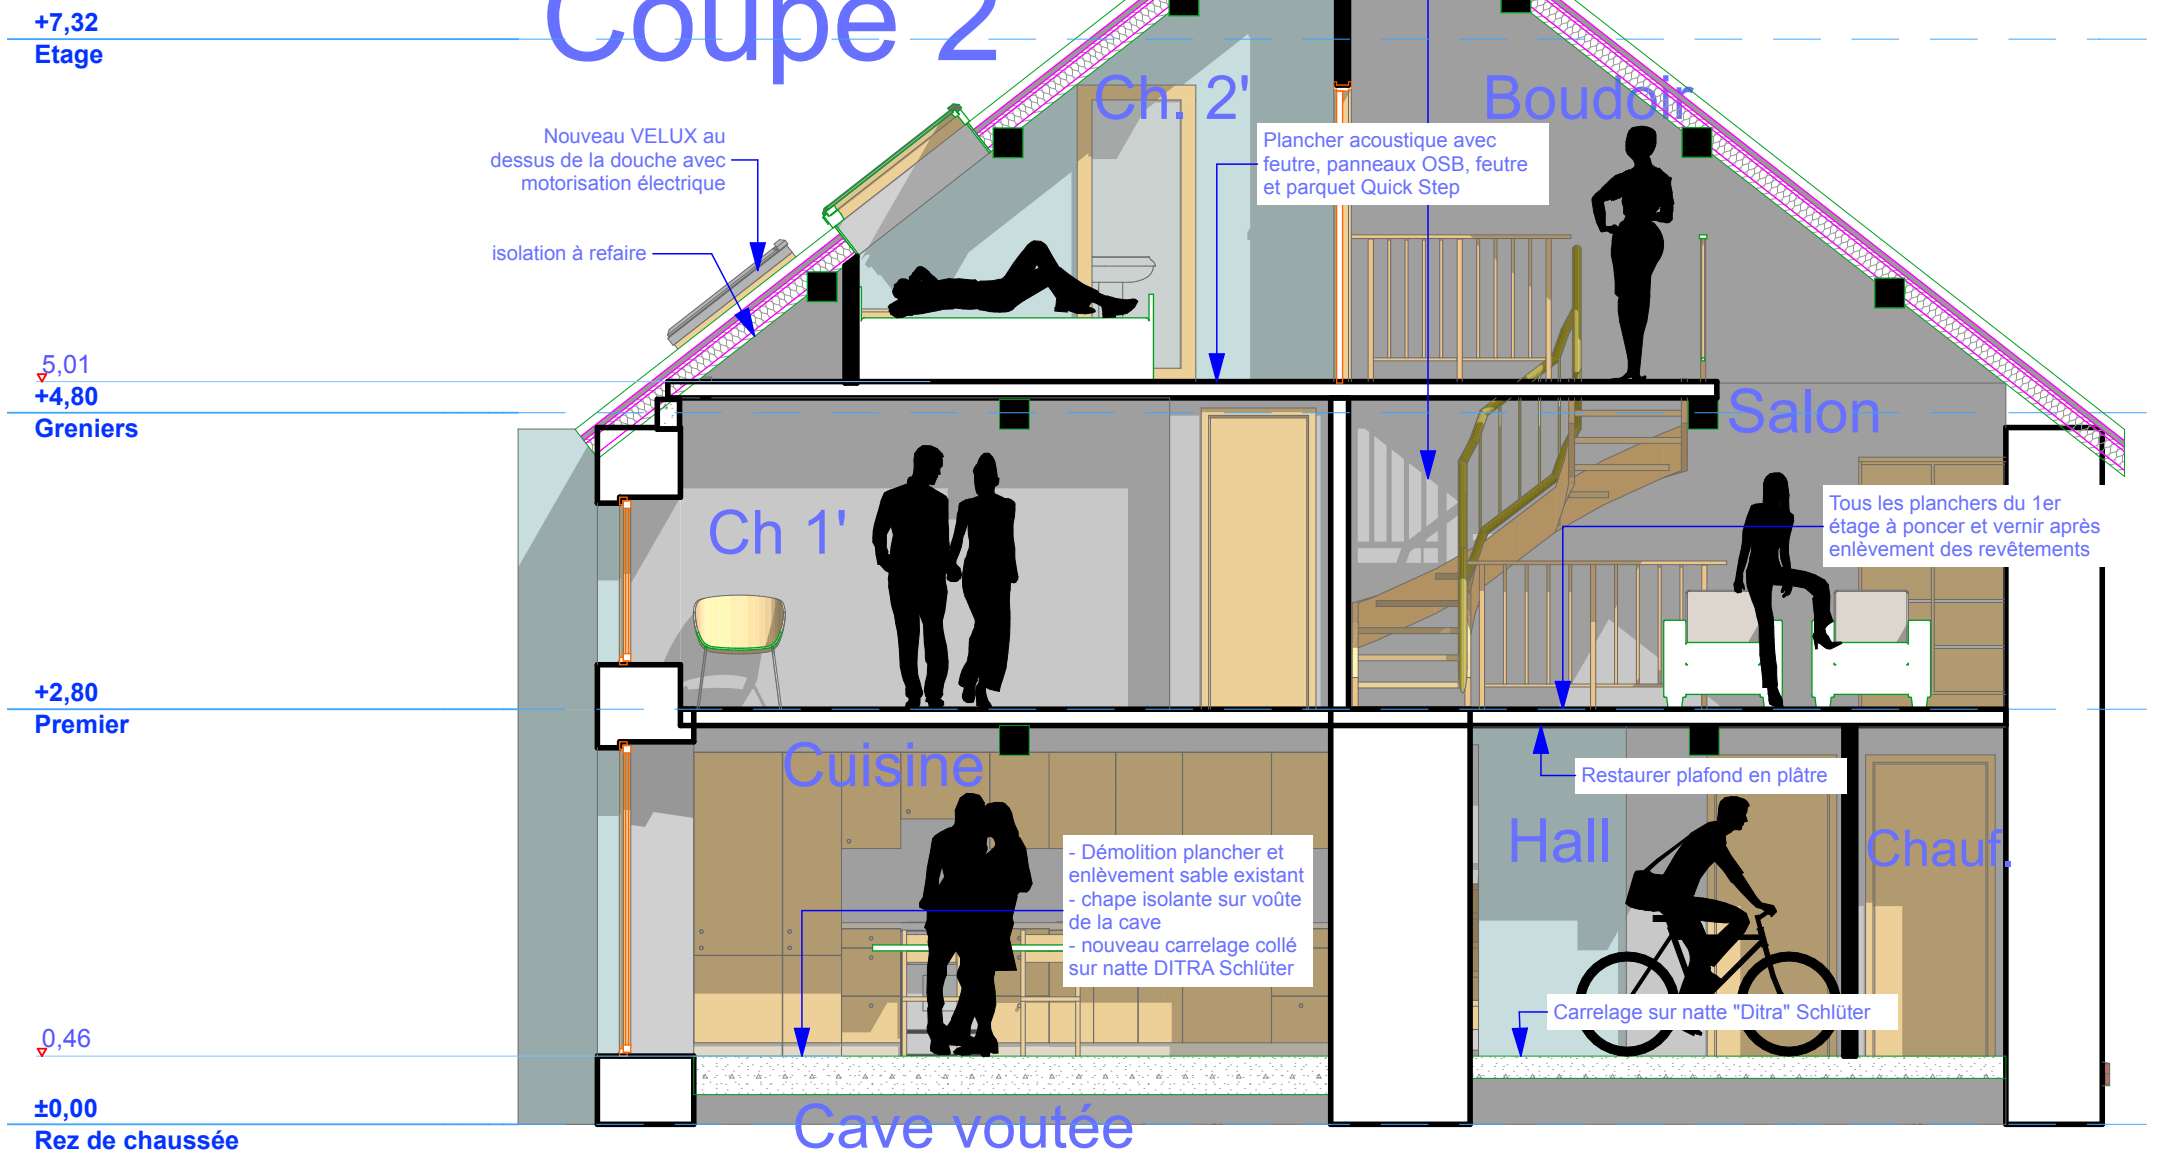 Coupe 2
+7,32
Etage
Ch. 2'
Boudoir
Nouveau VELUX au
dessus de la douche avec
motorisation électrique
Plancher acoustique avec
feutre, panneaux OSB, feutre
et parquet Quick Step
isolation à refaire
5,01
+4,80
Greniers
Salon
Ch 1'
Tous les planchers du 1er
étage à poncer et vernir après
enlèvement des revêtements
+2,80
Premier
Cuisine
Restaurer plafond en plâtre
Hall
Chauf.
- Démolition plancher et
enlèvement sable existant
- chape isolante sur voûte
de la cave
- nouveau carrelage collé
sur natte DITRA Schlüter
Carrelage sur natte "Ditra" Schlüter
0,46
±0,00
Rez de chaussée
Cave voutée